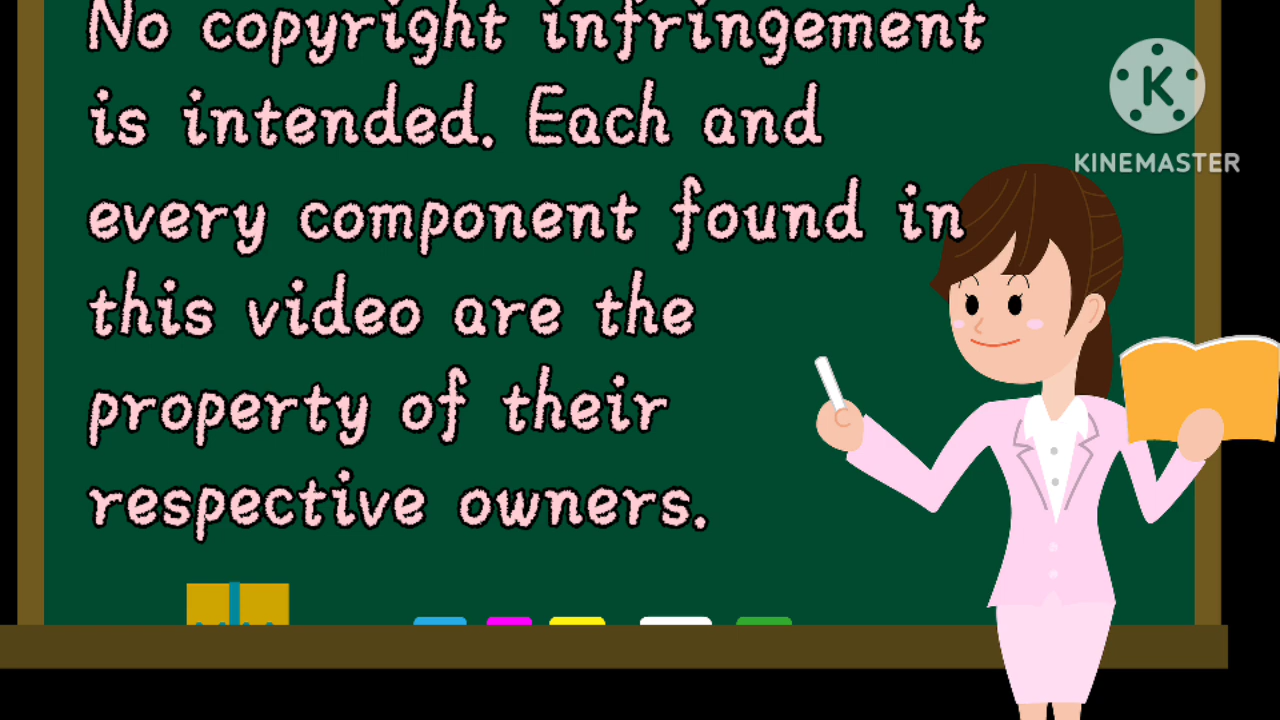 No copyright infringement
is intended. Each and
every component found in
this video are the
property of their
respective owners.
K
KINEMASTER